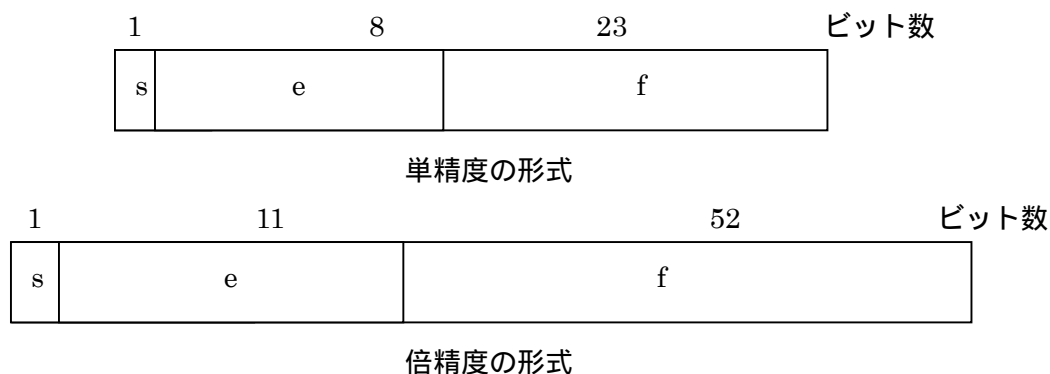 1 8 23 ビット数
s e f
単精度の形式
1 11 52 ビット数
s e f
倍精度の形式